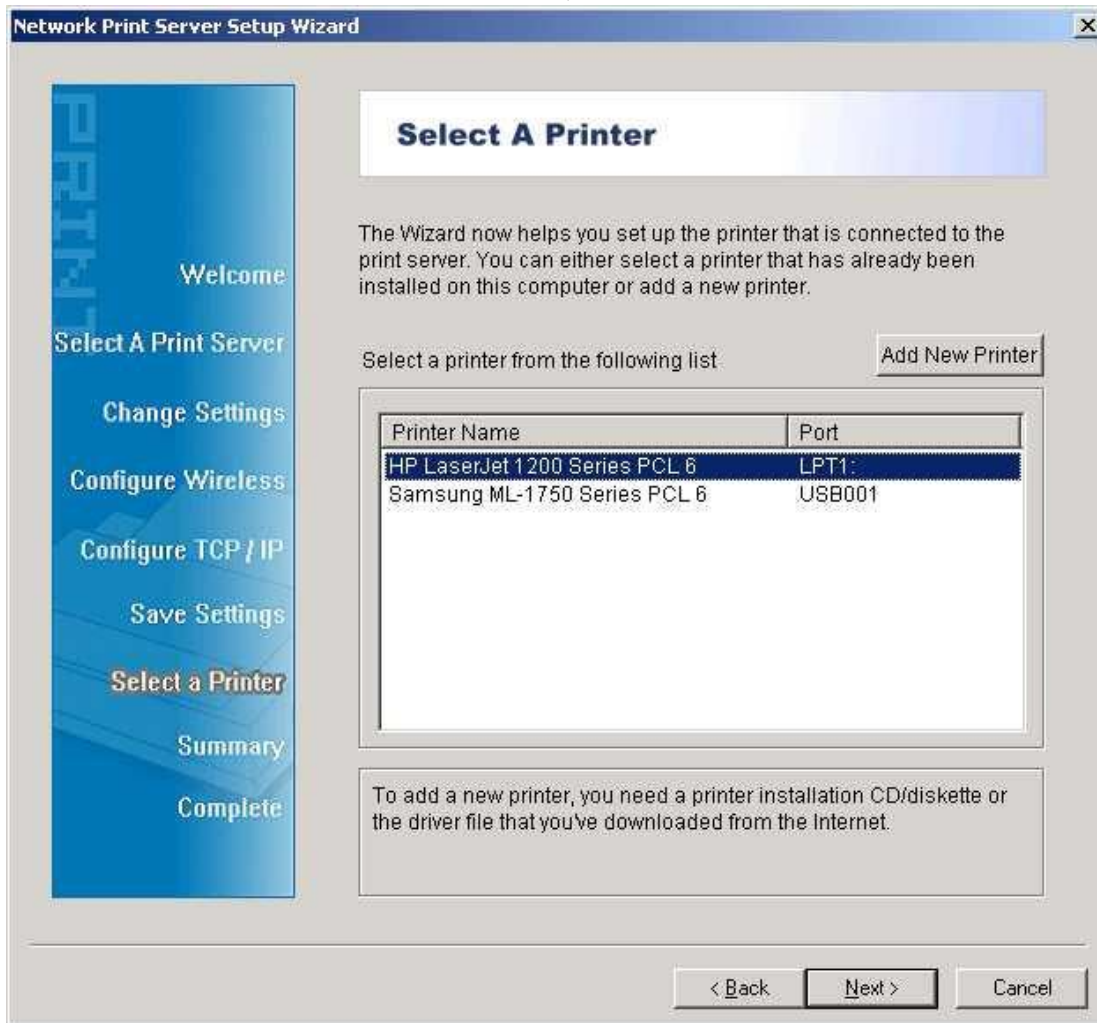 Network Print Server Setup Wizard
PRINT
Welcome
Select A Print Server
Change Settings
Configure Wireless
Configure TCP / IP
Save Settings
Select a Printer
Summary
Complete
Select A Printer
The Wizard now helps you set up the printer that is connected to the
print server. You can either select a printer that has already been
installed on this computer or add a new printer.
Select a printer from the following list
Add New Printer
Printer Name Port
HP LaserJet 1200 Series PCL 6 LPT1:
Samsung ML-1750 Series PCL 6 USB001
To add a new printer, you need a printer installation CD/diskette or
the driver file that you've downloaded from the Internet.
< Back Next > Cancel